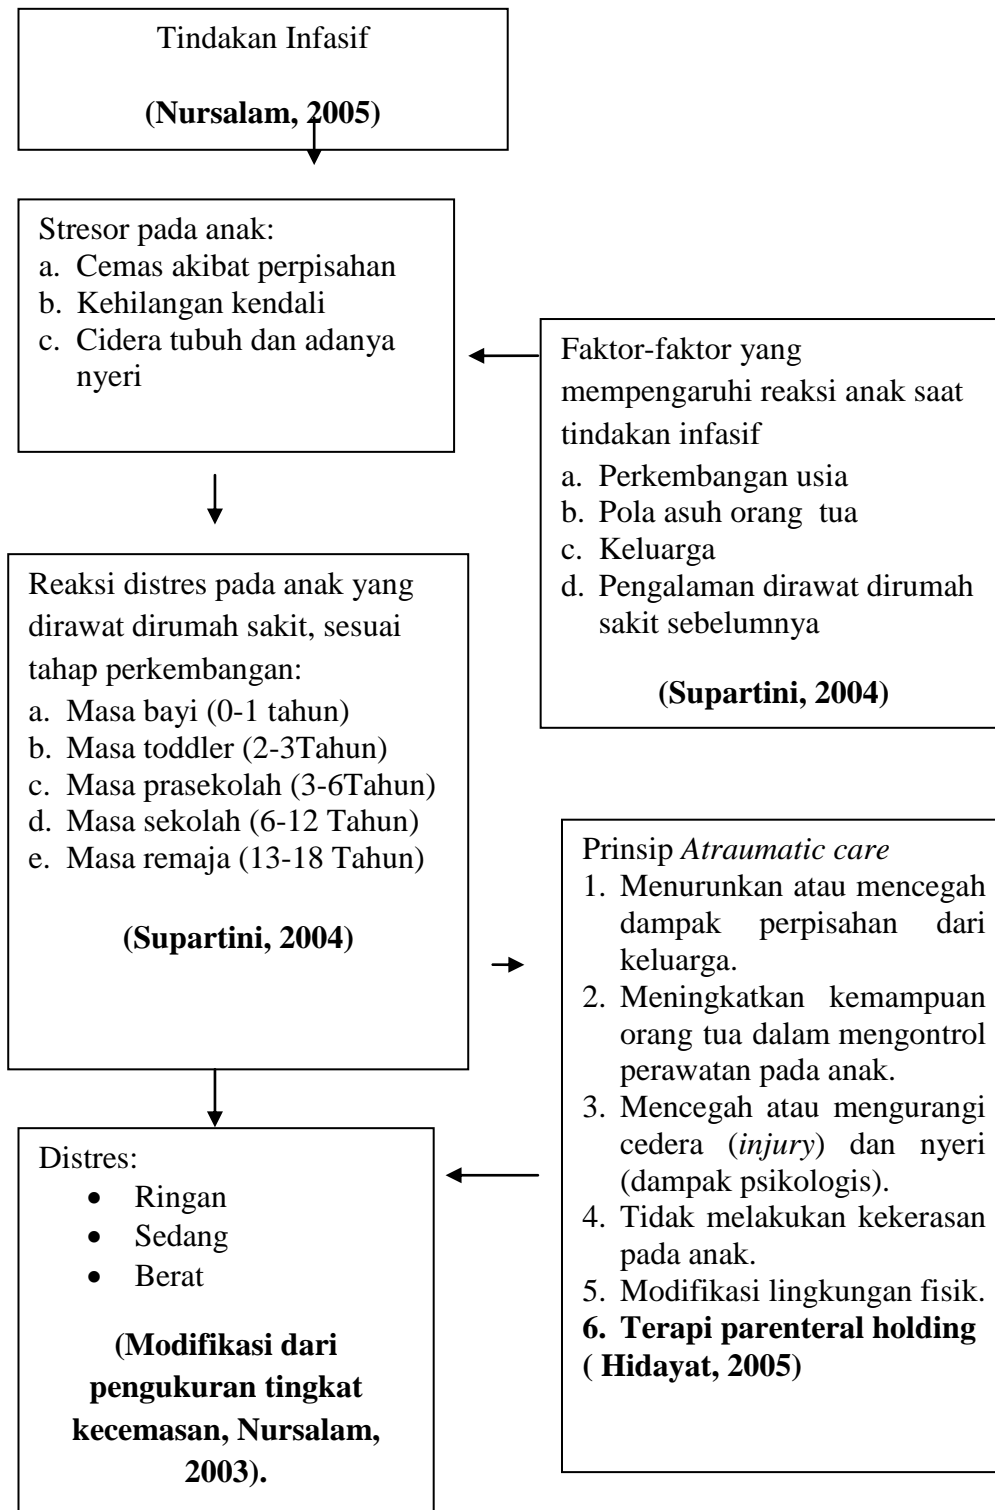 Tindakan Infasif
(Nursalam, 2005)
Stresor pada anak:
a. Cemas akibat perpisahan
b. Kehilangan kendali
c. Cidera tubuh dan adanya
nyeri
Faktor-faktor yang
mempengaruhi reaksi anak saat
tindakan infasif
a. Perkembangan usia
b. Pola asuh orang tua
c. Keluarga
d. Pengalaman dirawat dirumah
sakit sebelumnya
(Supartini, 2004)
Reaksi distres pada anak yang
dirawat dirumah sakit, sesuai
tahap perkembangan:
a. Masa bayi (0-1 tahun)
b. Masa toddler (2-3Tahun)
c. Masa prasekolah (3-6Tahun)
d. Masa sekolah (6-12 Tahun)
e. Masa remaja (13-18 Tahun)
(Supartini, 2004)
Prinsip Atraumatic care
1. Menurunkan atau mencegah
dampak perpisahan dari
keluarga.
2. Meningkatkan kemampuan
orang tua dalam mengontrol
perawatan pada anak.
3. Mencegah atau mengurangi
cedera (injury) dan nyeri
(dampak psikologis).
4. Tidak melakukan kekerasan
pada anak.
5. Modifikasi lingkungan fisik.
6. Terapi parenteral holding
( Hidayat, 2005)
Distres:
• Ringan
• Sedang
• Berat
(Modifikasi dari
pengukuran tingkat
kecemasan, Nursalam,
2003).